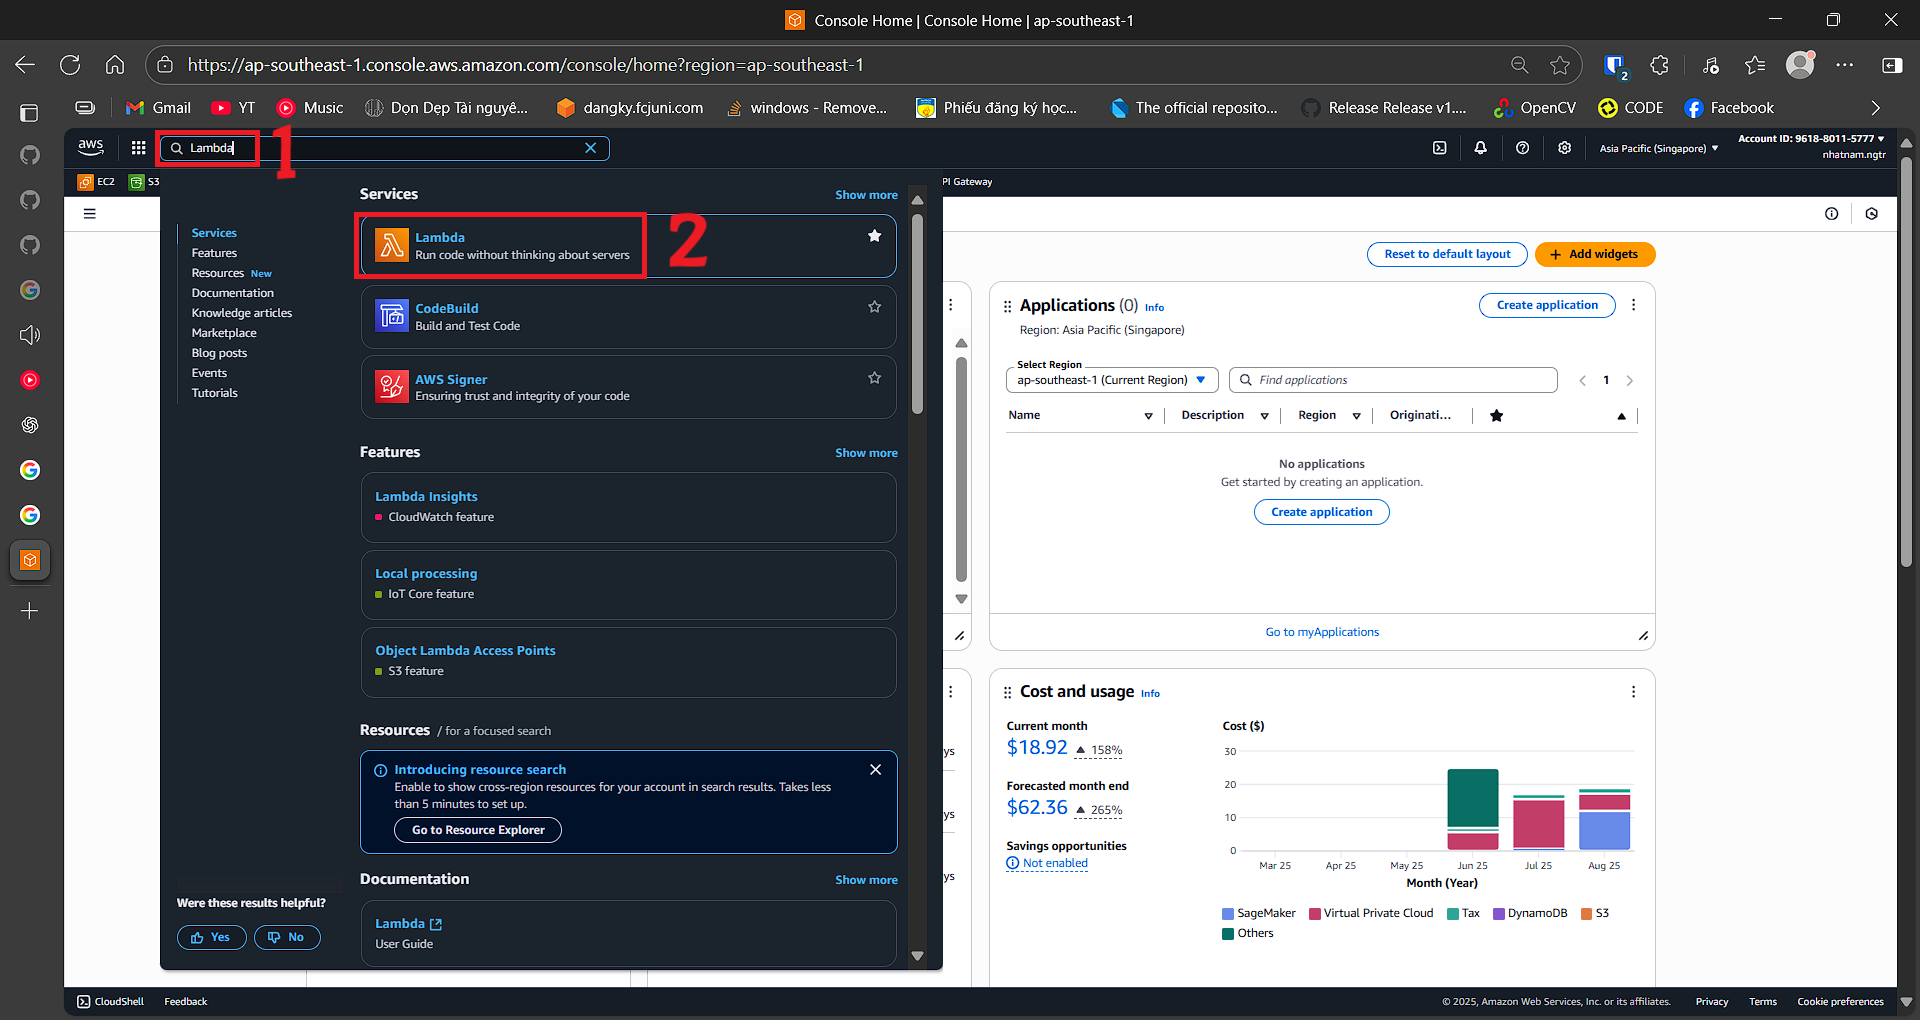 Console Home | Console Home | ap-southeast-1
https://ap-southeast-1.console.aws.amazon.com/console/home?region=ap-southeast-1
2
Gmail
YT
Music
Dọn Dẹp Tài nguyê...
dangky.fcjuni.com
windows - Remove...
Phiếu đăng ký học...
The official reposito...
Release Release v1....
OpenCV
CODE
Facebook
aws
Lambda
1
Asia Pacific (Singapore)
Account ID: 9618-8011-5777
nhatnam.ngtr
EC2
S3
PI Gateway
Services
Features
Resources New
Documentation
Knowledge articles
Marketplace
Blog posts
Events
Tutorials
Services
Show more
Lambda
Run code without thinking about servers
2
CodeBuild
Build and Test Code
AWS Signer
Ensuring trust and integrity of your code
Features
Show more
Lambda Insights
CloudWatch feature
Local processing
IoT Core feature
Object Lambda Access Points
S3 feature
Resources / for a focused search
Introducing resource search
Enable to show cross-region resources for your account in search results. Takes less
than 5 minutes to set up.
Go to Resource Explorer
Documentation
Show more
Lambda
User Guide
Were these results helpful?
Yes
No
ys
ys
ys
Reset to default layout
Add widgets
Applications (0) Info
Region: Asia Pacific (Singapore)
Create application
Select Region
ap-southeast-1 (Current Region)
Find applications
1
Name
Description
Region
Originati...
No applications
Get started by creating an application.
Create application
Go to myApplications
Cost and usage Info
Current month
$18.92 158%
Forecasted month end
$62.36 265%
Savings opportunities
Not enabled
Cost ($)
30
20
10
0
Mar 25
Apr 25
May 25
Jun 25
Jul 25
Aug 25
Month (Year)
SageMaker
Virtual Private Cloud
Tax
DynamoDB
S3
Others
CloudShell
Feedback
© 2025, Amazon Web Services, Inc. or its affiliates.
Privacy
Terms
Cookie preferences